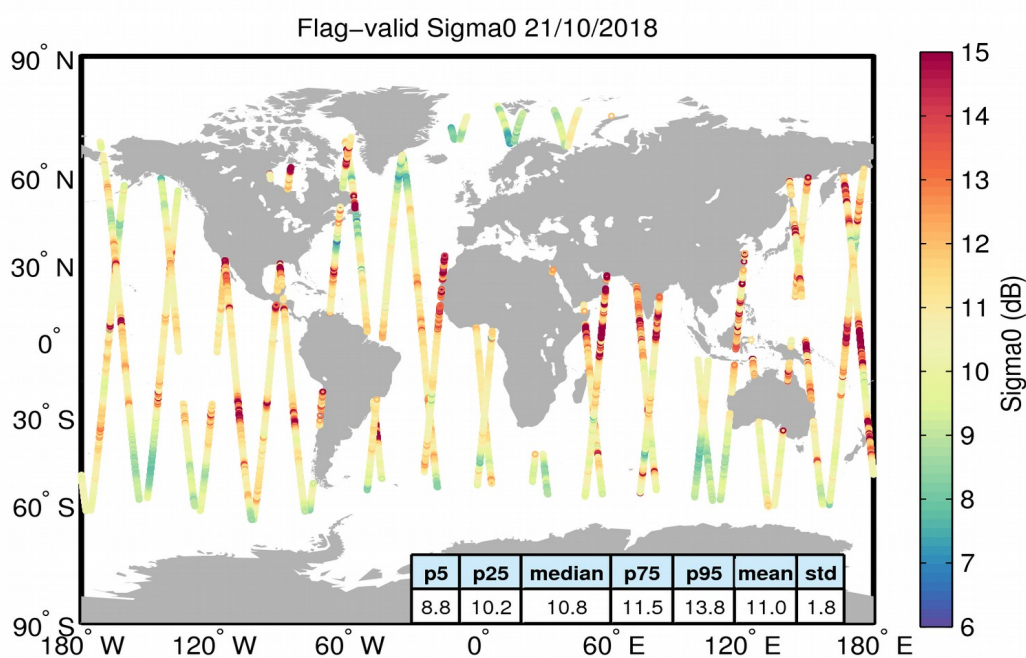 Flag−valid Sigma0 21/10/2018
90° N
60° N
30° N
0°
30° S
60° S
90° S
180° W
120° W
60° W
0°
60° E
120° E
180° E
p5 p25 median p75 p95 mean std
8.8 10.2 10.8 11.5 13.8 11.0 1.8
15
14
13
12
11
10
9
8
7
6
Sigma0 (dB)